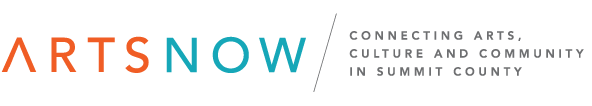 ARTSNOW
CONNECTING ARTS,
CULTURE AND COMMUNITY
IN SUMMIT COUNTY